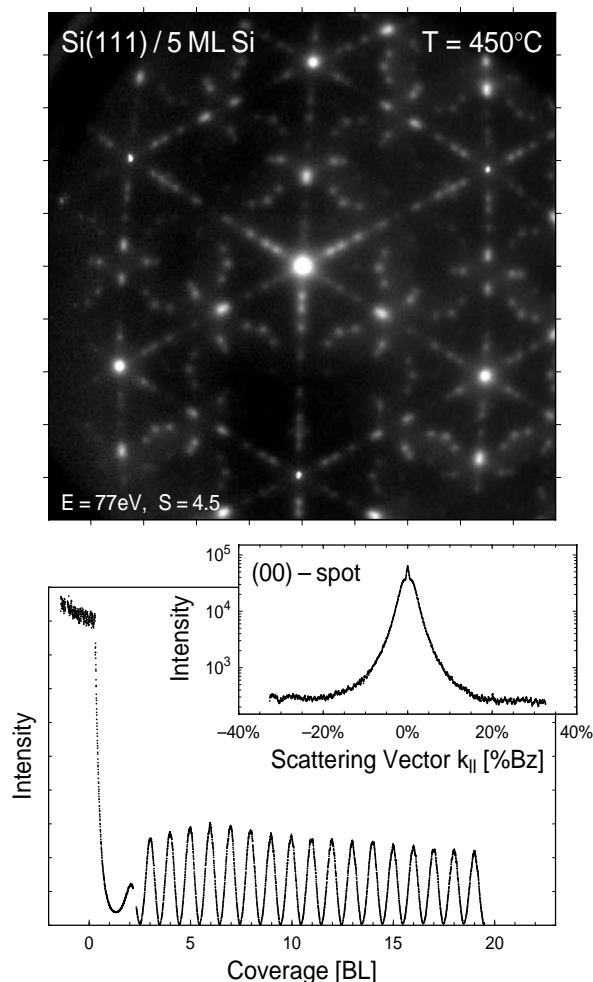 Si(111) / 5 ML Si T = 450°C
E = 77eV, S = 4.5
(00) – spot
10⁵
10⁴
10³
Intensity
–40% –20% 0% 20% 40%
Scattering Vector k|| [%Bz]
Intensity
0 5 10 15 20
Coverage [BL]